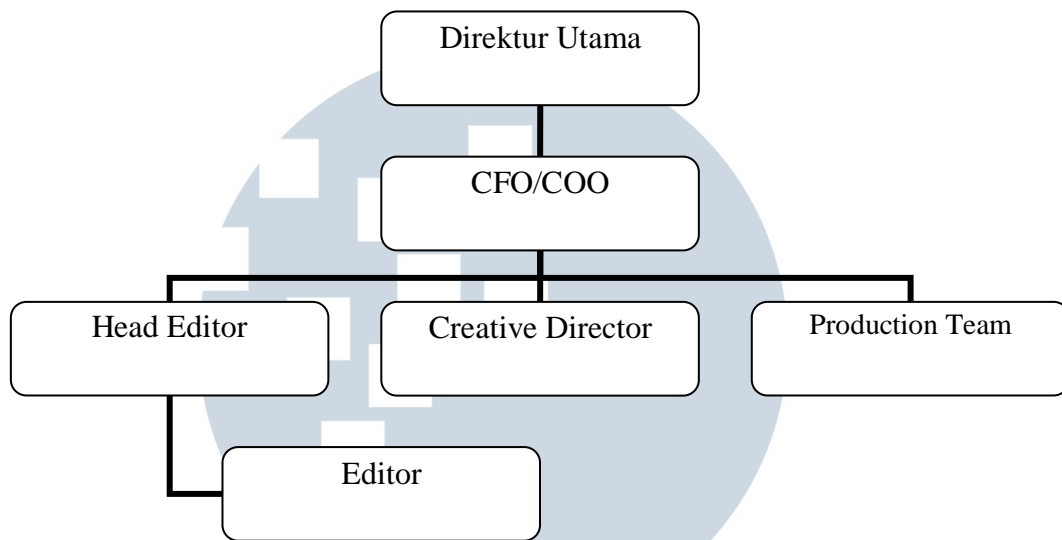 Direktur Utama
CFO/COO
Head Editor
Creative Director
Production Team
Editor